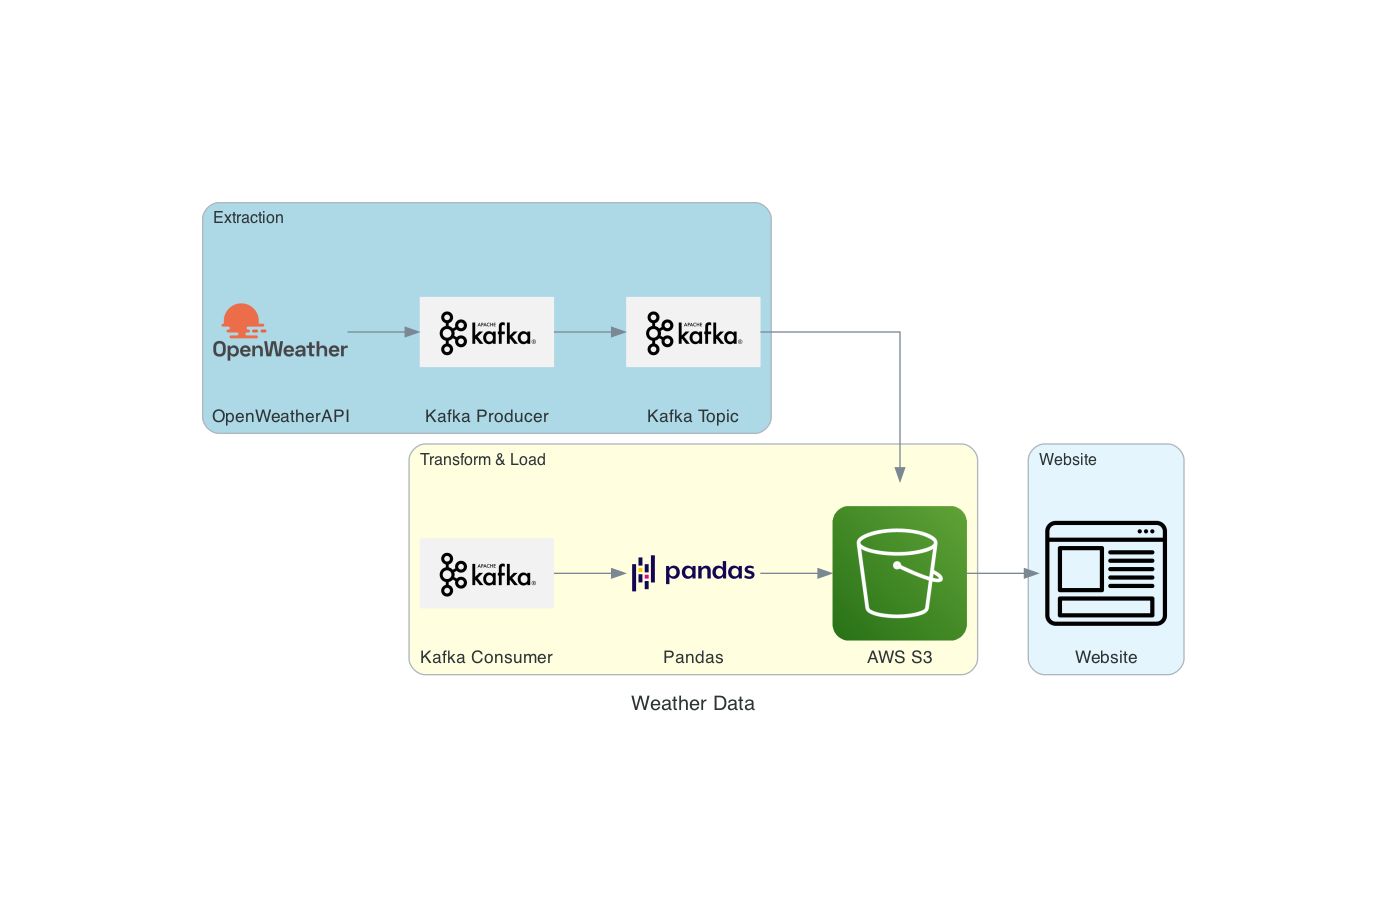 Extraction
OpenWeather
APACHE
kafka®
APACHE
kafka®
OpenWeatherAPI
Kafka Producer
Kafka Topic
Transform & Load
Website
APACHE
kafka®
pandas
Kafka Consumer
Pandas
AWS S3
Website
Weather Data